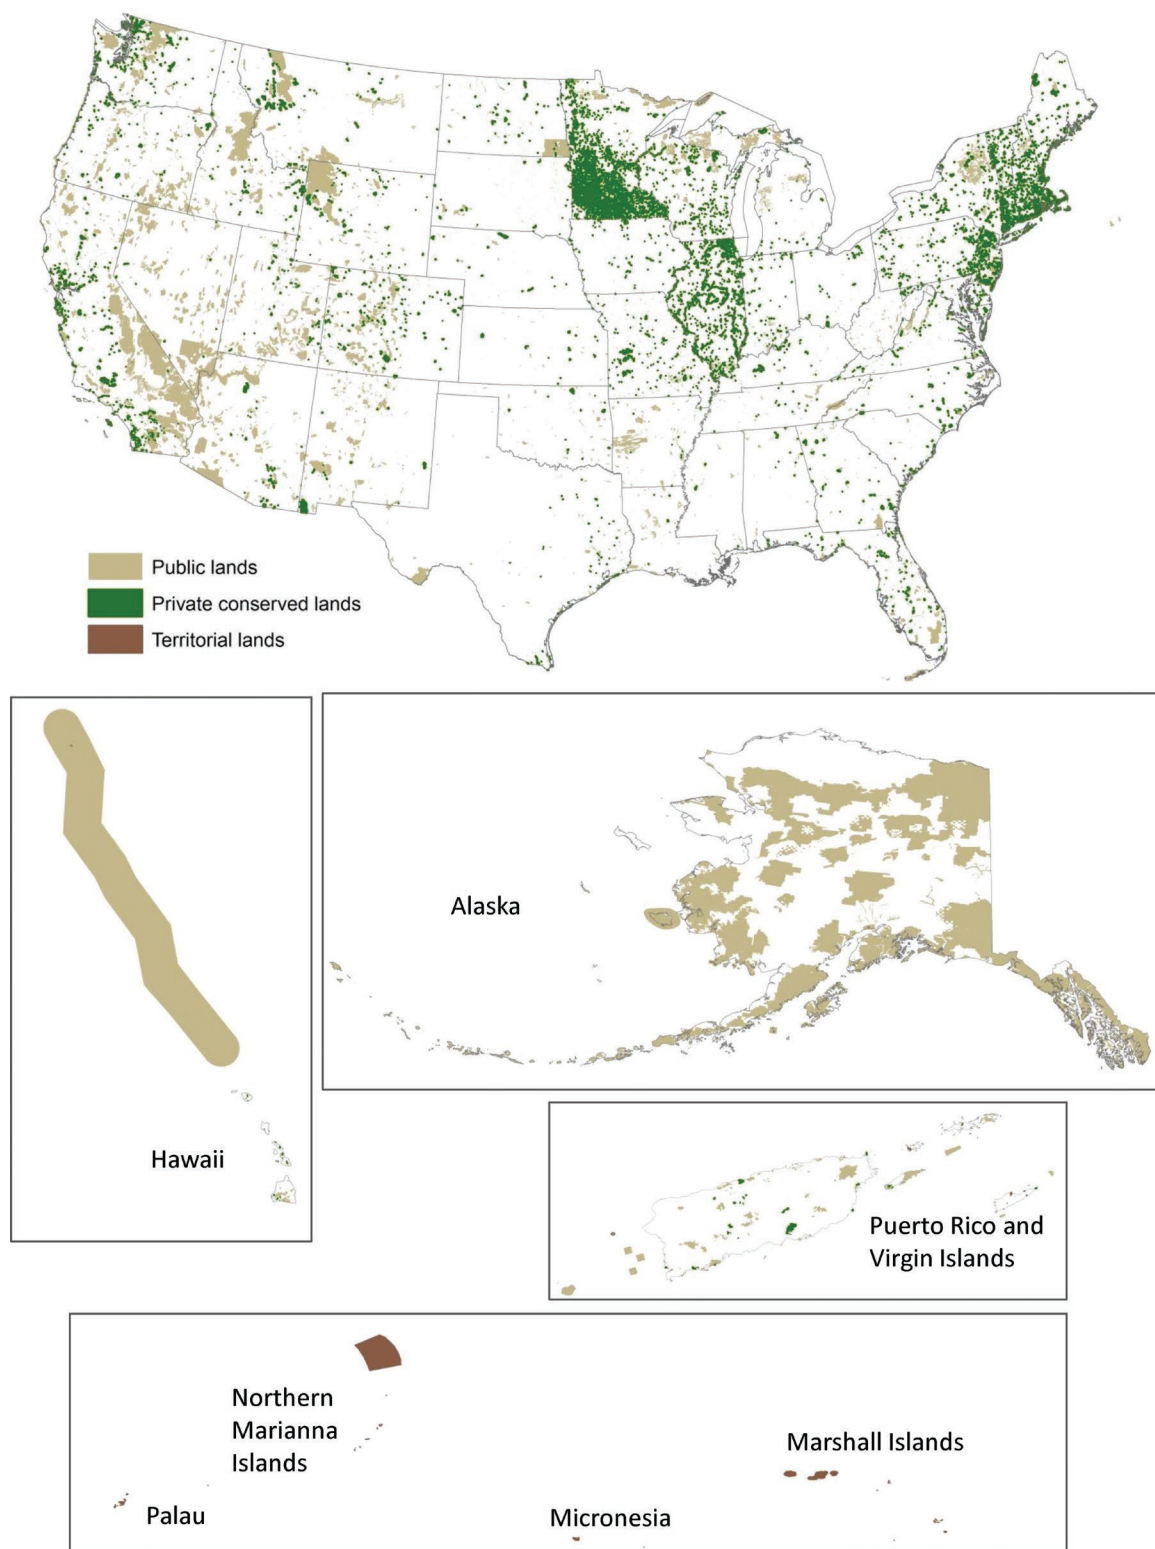 Public lands
Private conserved lands
Territorial lands
Alaska
Hawaii
Puerto Rico and
Virgin Islands
Northern
Marianna
Islands
Marshall Islands
Palau
Micronesia